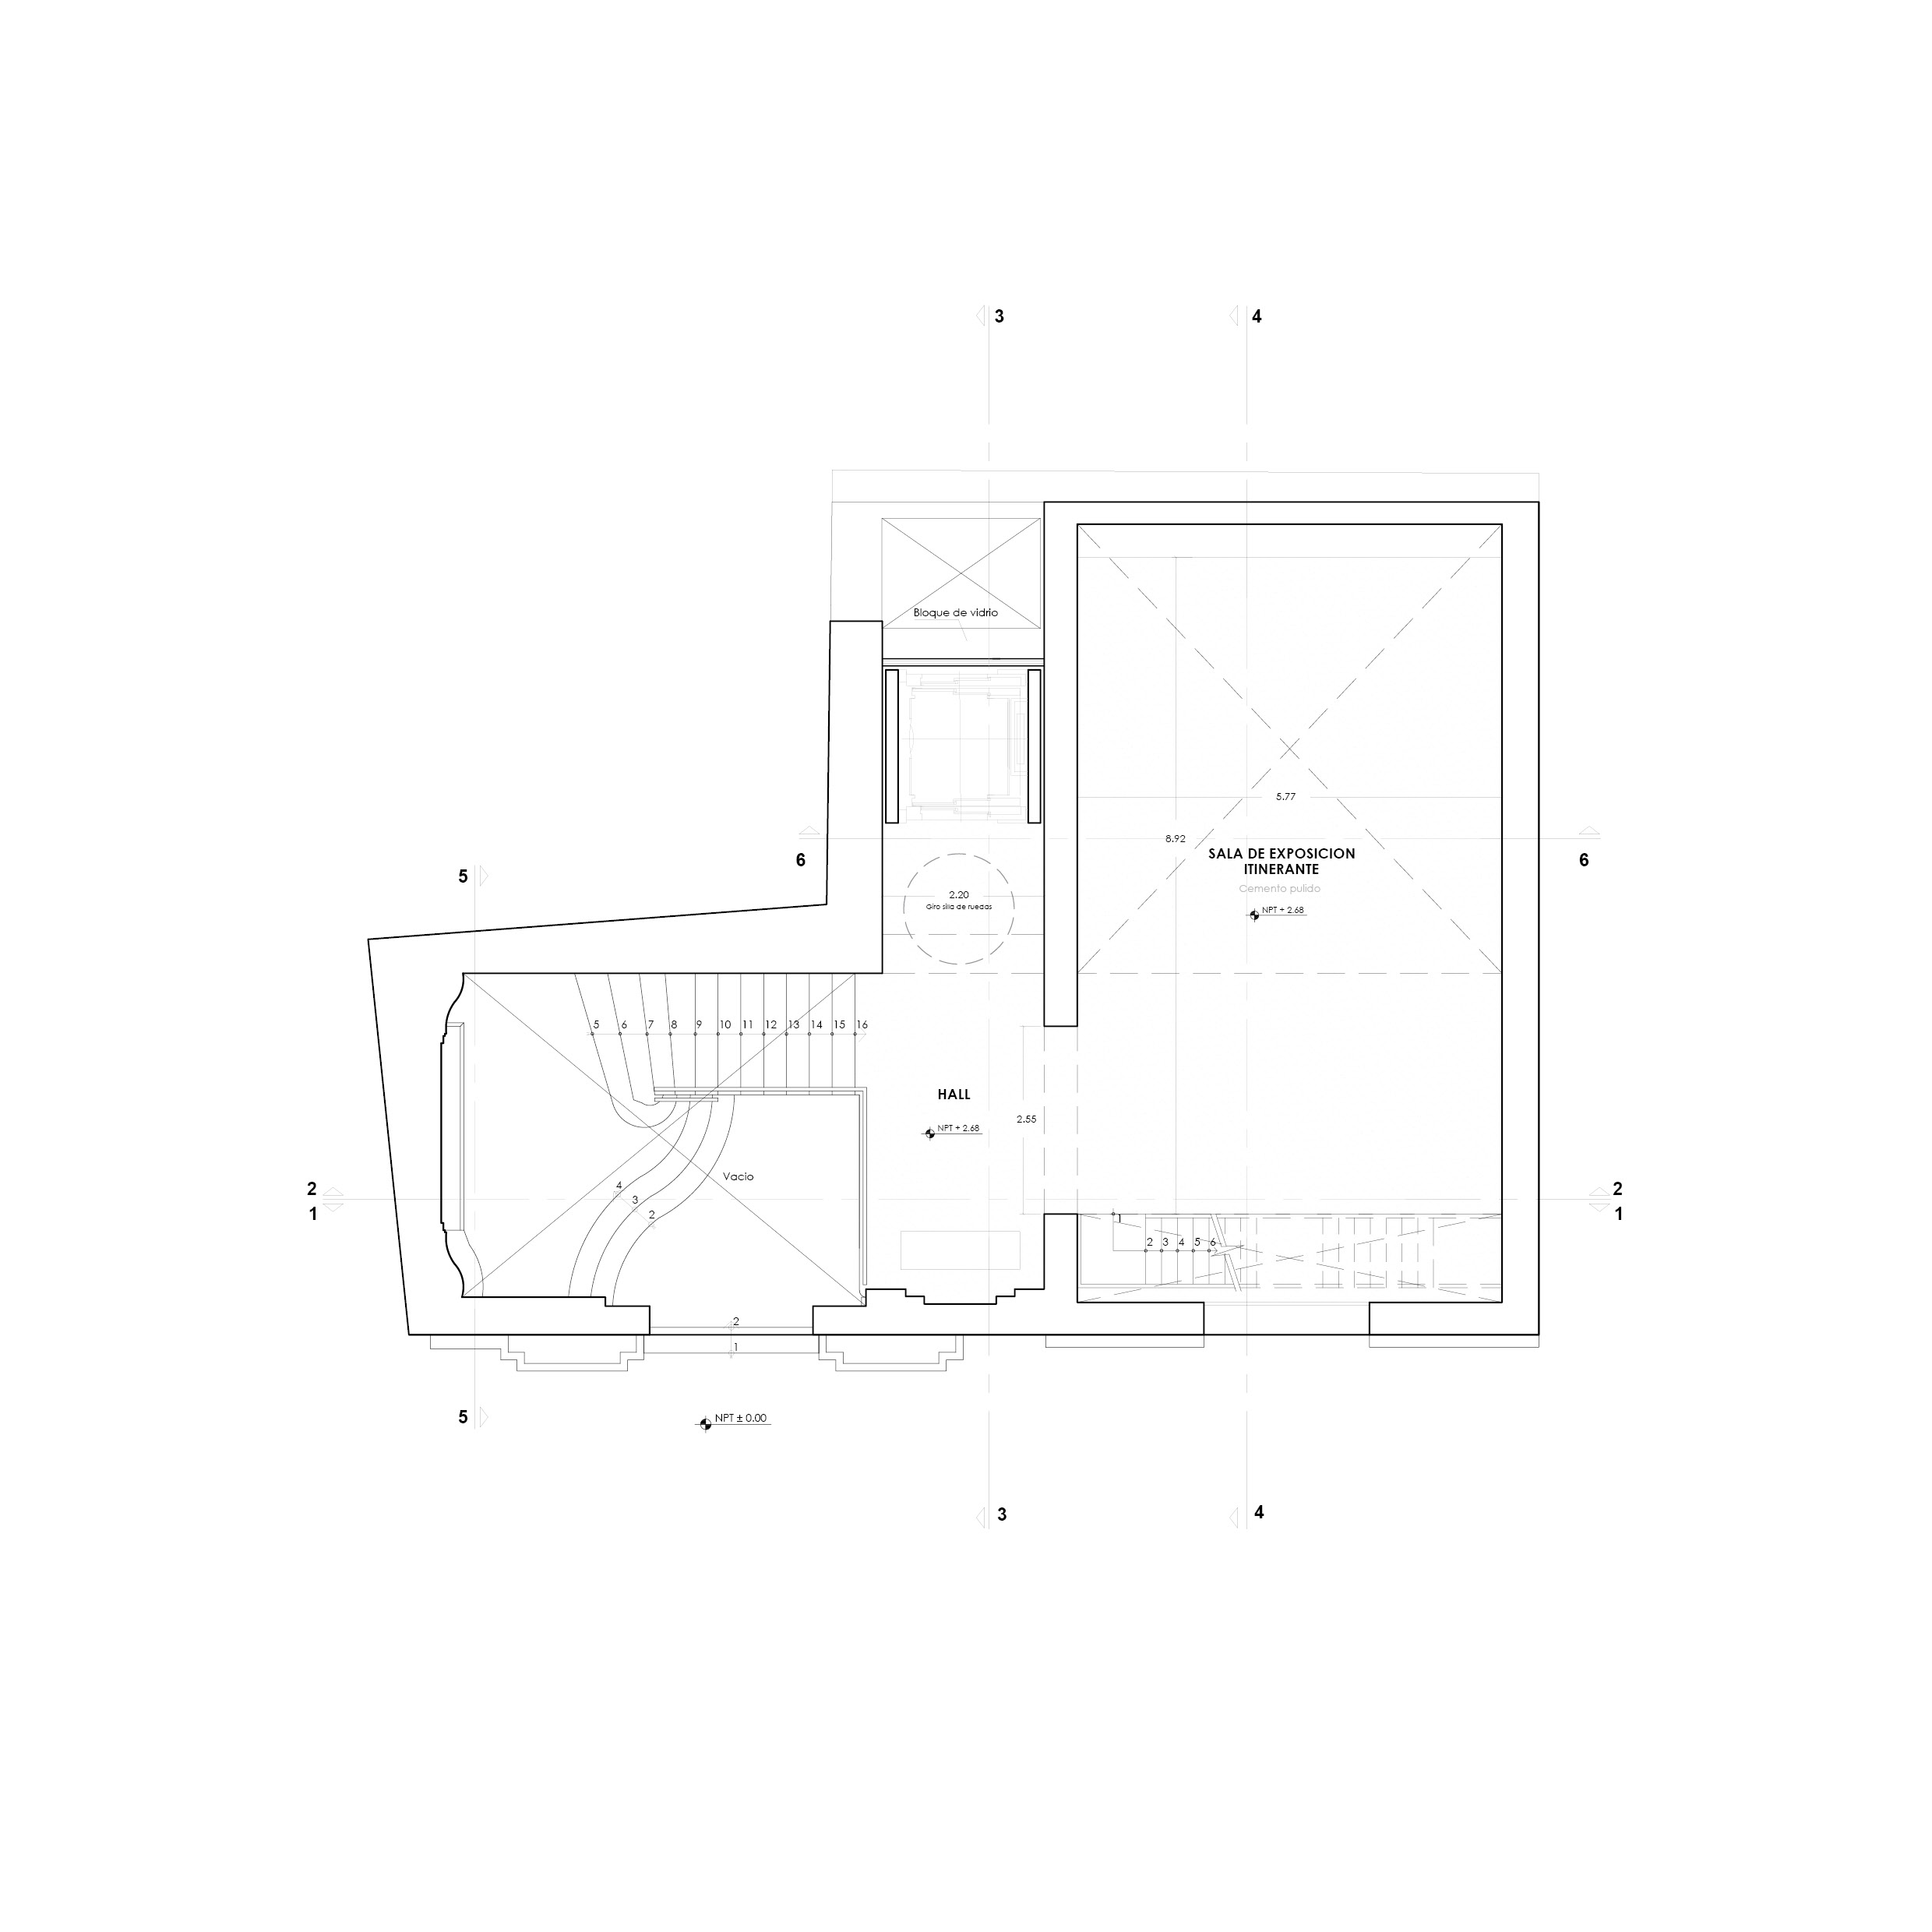 3
4
Bloque de vidrio
5.77
8.92
6
6
SALA DE EXPOSICION
ITINERANTE
Cemento pulido
NPT + 2.68
5
2.20
Giro silla de ruedas
5 6 7 8 9 10 11 12 13 14 15 16
HALL
2.55
NPT + 2.68
Vacio
4
3
2
2
1
2
1
1
2 3 4 5 6
2
1
5
NPT ± 0.00
3
4